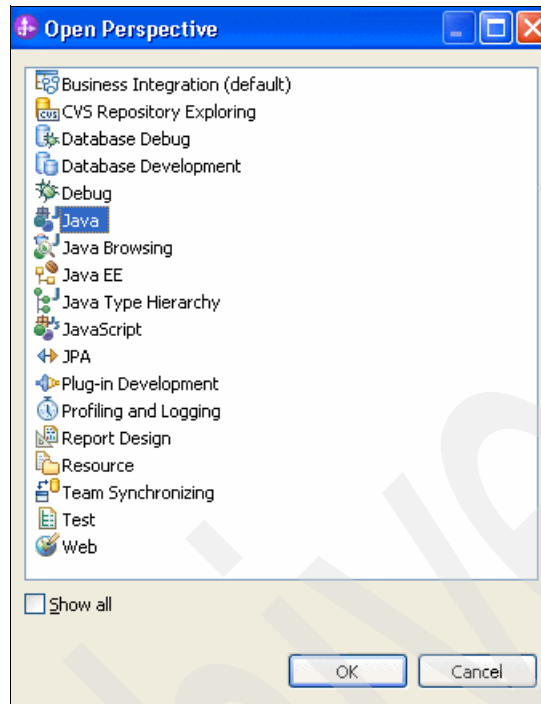 Open Perspective
Business Integration (default)
CVS Repository Exploring
Database Debug
Database Development
Debug
Java
Java Browsing
Java EE
Java Type Hierarchy
JavaScript
JPA
Plug-in Development
Profiling and Logging
Report Design
Resource
Team Synchronizing
Test
Web
Show all
OK Cancel